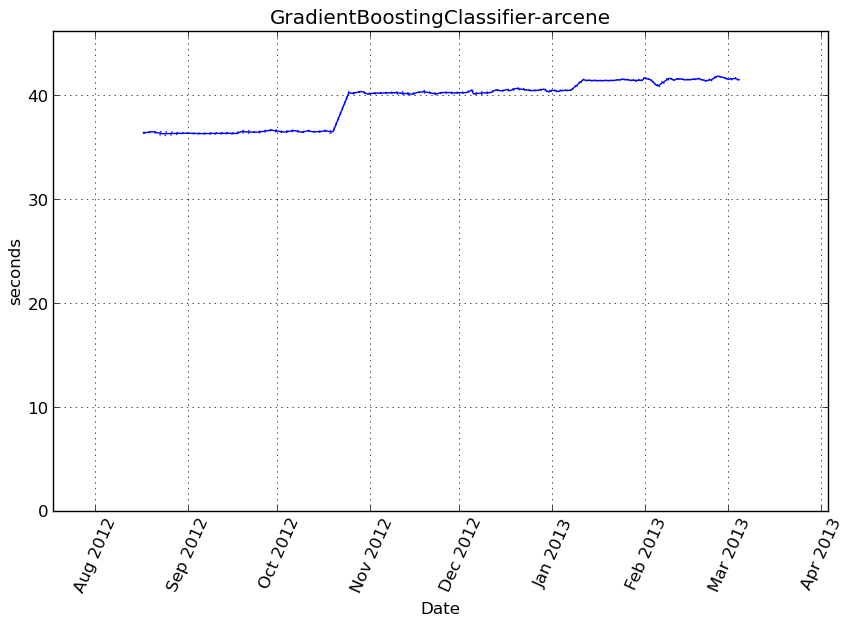 GradientBoostingClassifier-arcene
seconds
40
30
20
10
0
Aug 2012
Sep 2012
Oct 2012
Nov 2012
Dec 2012
Jan 2013
Feb 2013
Mar 2013
Apr 2013
Date